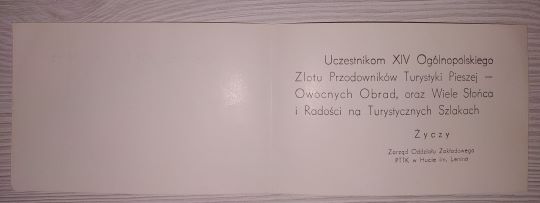 Uczestnikom XIV Ogólnopolskiego
Zlotu Przodowników Turystyki Pieszej —
Owocnych Obrad, oraz Wiele Słońca
i Radości na Turystycznych Szlakach
Życzy
Zarząd Oddziału Zakładowego
PTTK w Hucie im. Lenina